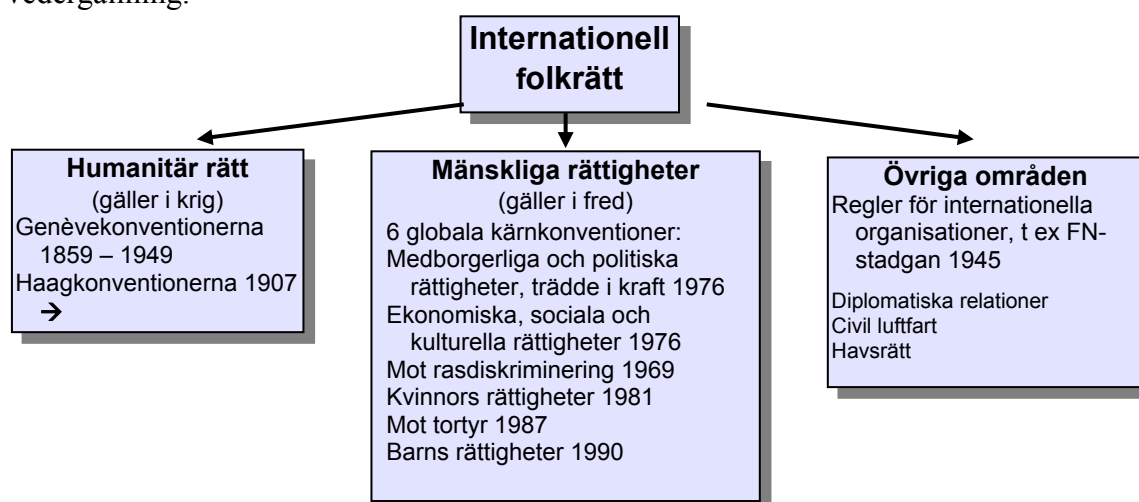 vedergällning.
Internationell
folkrätt
Humanitär rätt
(gäller i krig)
Genèvekonventionerna
1859 – 1949
Haagkonventionerna 1907
→
Mänskliga rättigheter
(gäller i fred)
6 globala kärnkonventioner:
Medborgerliga och politiska
rättigheter, trädde i kraft 1976
Ekonomiska, sociala och
kulturella rättigheter 1976
Mot rasdiskriminering 1969
Kvinnors rättigheter 1981
Mot tortyr 1987
Barns rättigheter 1990
Övriga områden
Regler för internationella
organisationer, t ex FN-
stadgan 1945
Diplomatiska relationer
Civil luftfart
Havsrätt